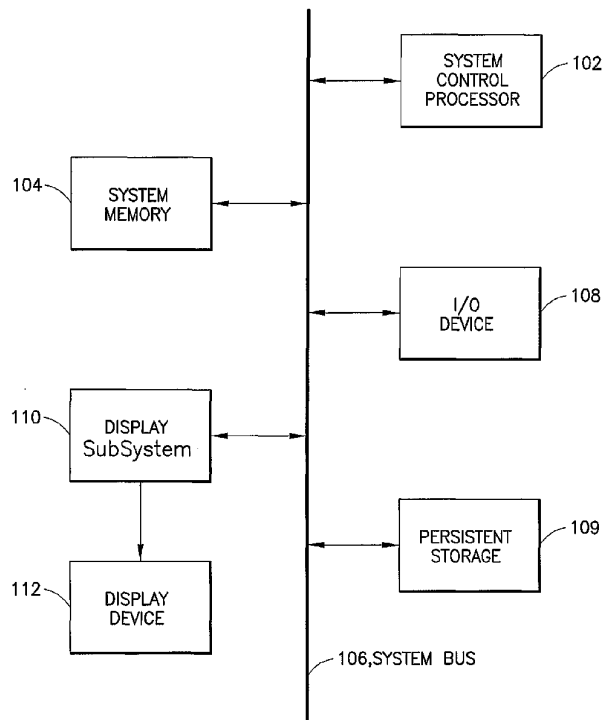 SYSTEM
CONTROL
PROCESSOR
102
104
SYSTEM
MEMORY
I/O
DEVICE
108
110
DISPLAY
SubSystem
PERSISTENT
STORAGE
109
112
DISPLAY
DEVICE
106,SYSTEM BUS